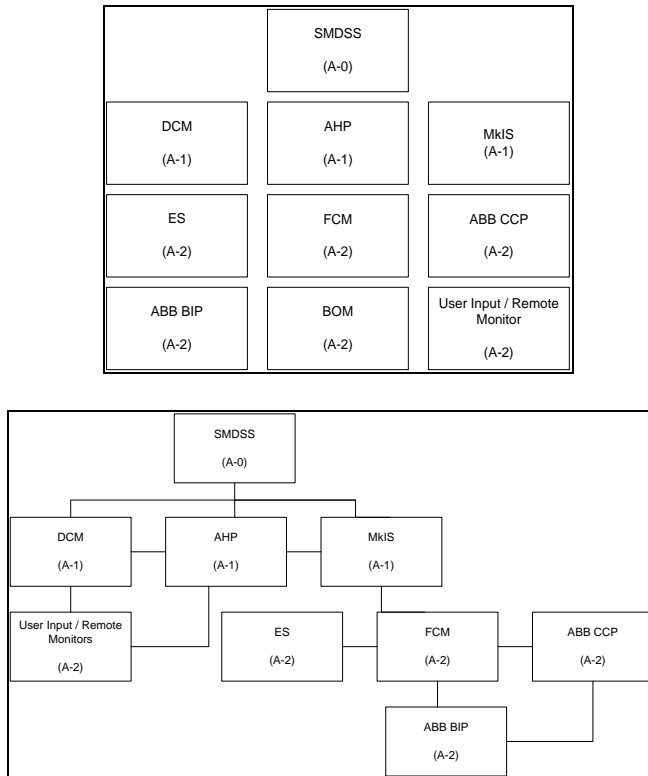 SMDSS
(A-0)
DCM
(A-1)
AHP
(A-1)
MkIS
(A-1)
ES
(A-2)
FCM
(A-2)
ABB CCP
(A-2)
ABB BIP
(A-2)
BOM
(A-2)
User Input / Remote
Monitor
(A-2)
SMDSS
(A-0)
DCM
(A-1)
AHP
(A-1)
MkIS
(A-1)
User Input / Remote
Monitors
(A-2)
ES
(A-2)
FCM
(A-2)
ABB CCP
(A-2)
ABB BIP
(A-2)